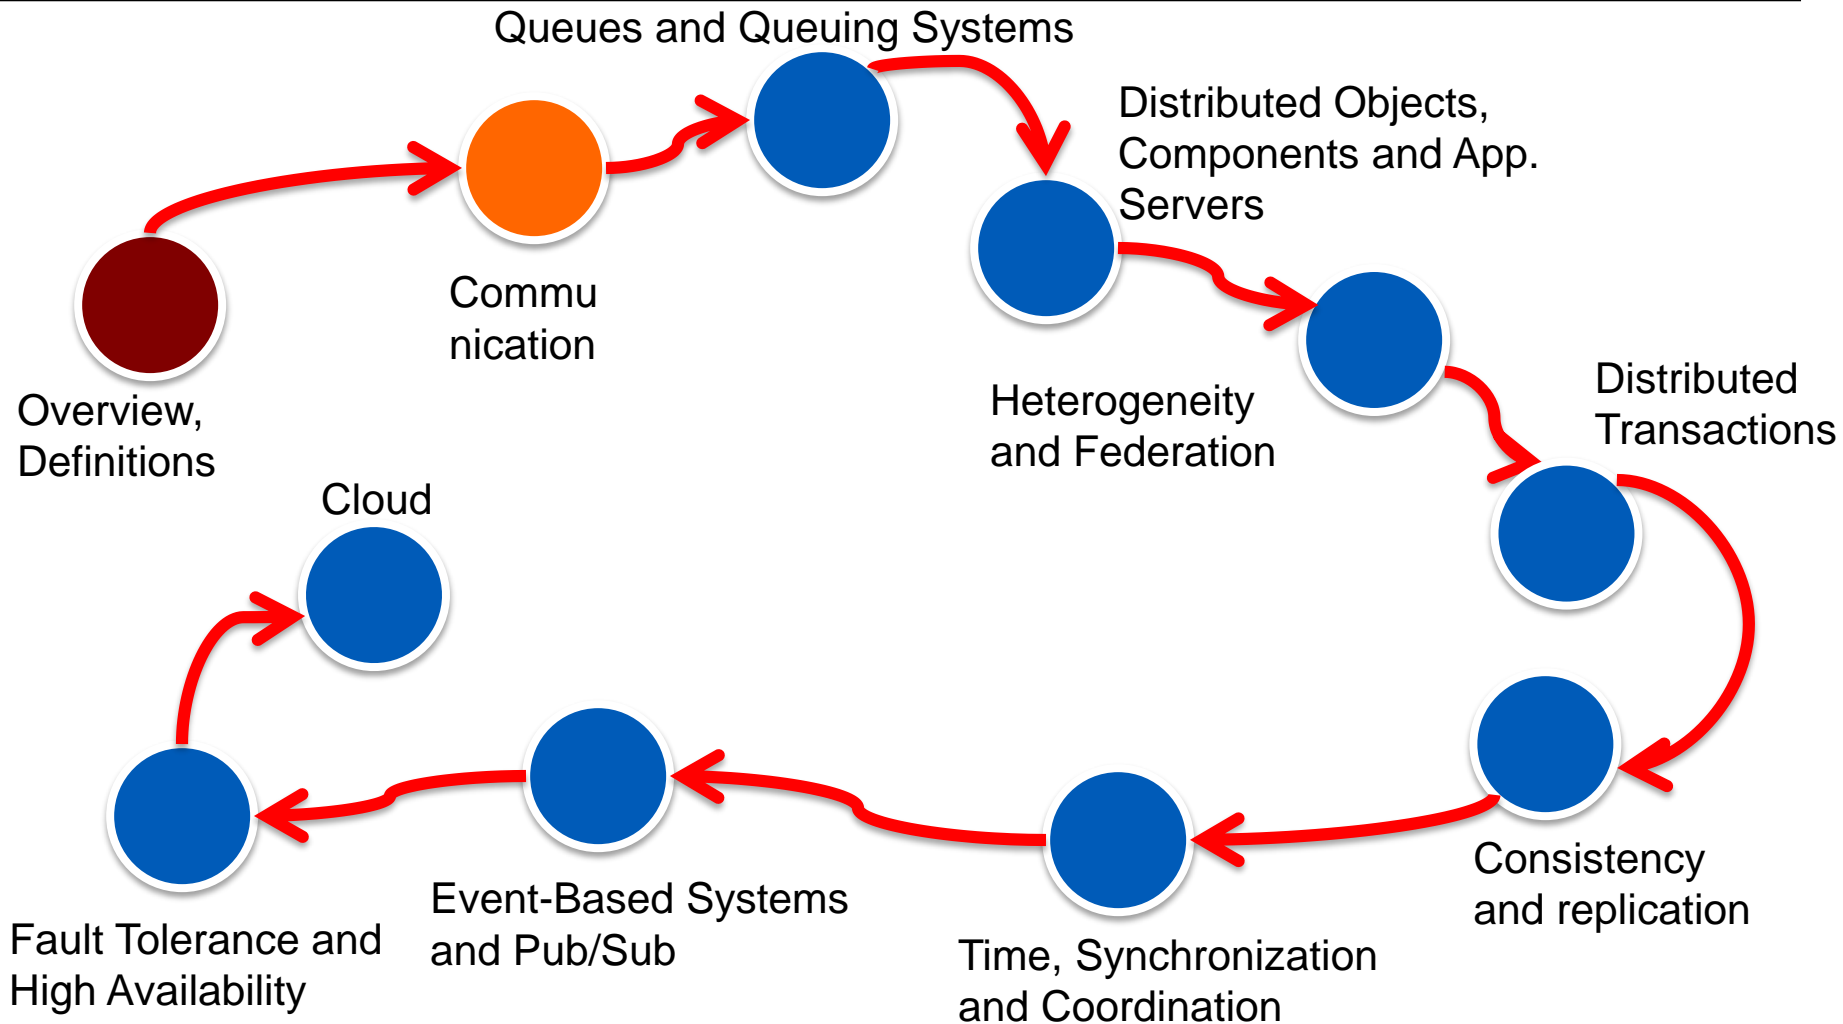 Queues and Queuing Systems
Distributed Objects,
Components and App.
Servers
Commu
nication
Overview,
Definitions
Heterogeneity
and Federation
Distributed
Transactions
Cloud
Consistency
and replication
Event-Based Systems
and Pub/Sub
Time, Synchronization
and Coordination
Fault Tolerance and
High Availability